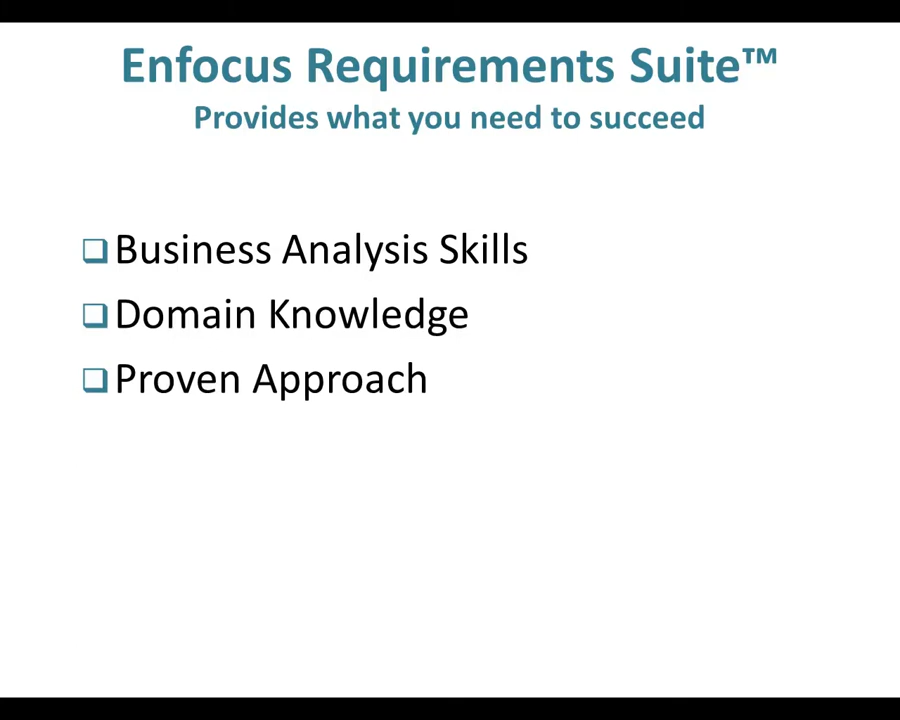 Enfocus Requirements Suite™
Provides what you need to succeed
Business Analysis Skills
Domain Knowledge
Proven Approach